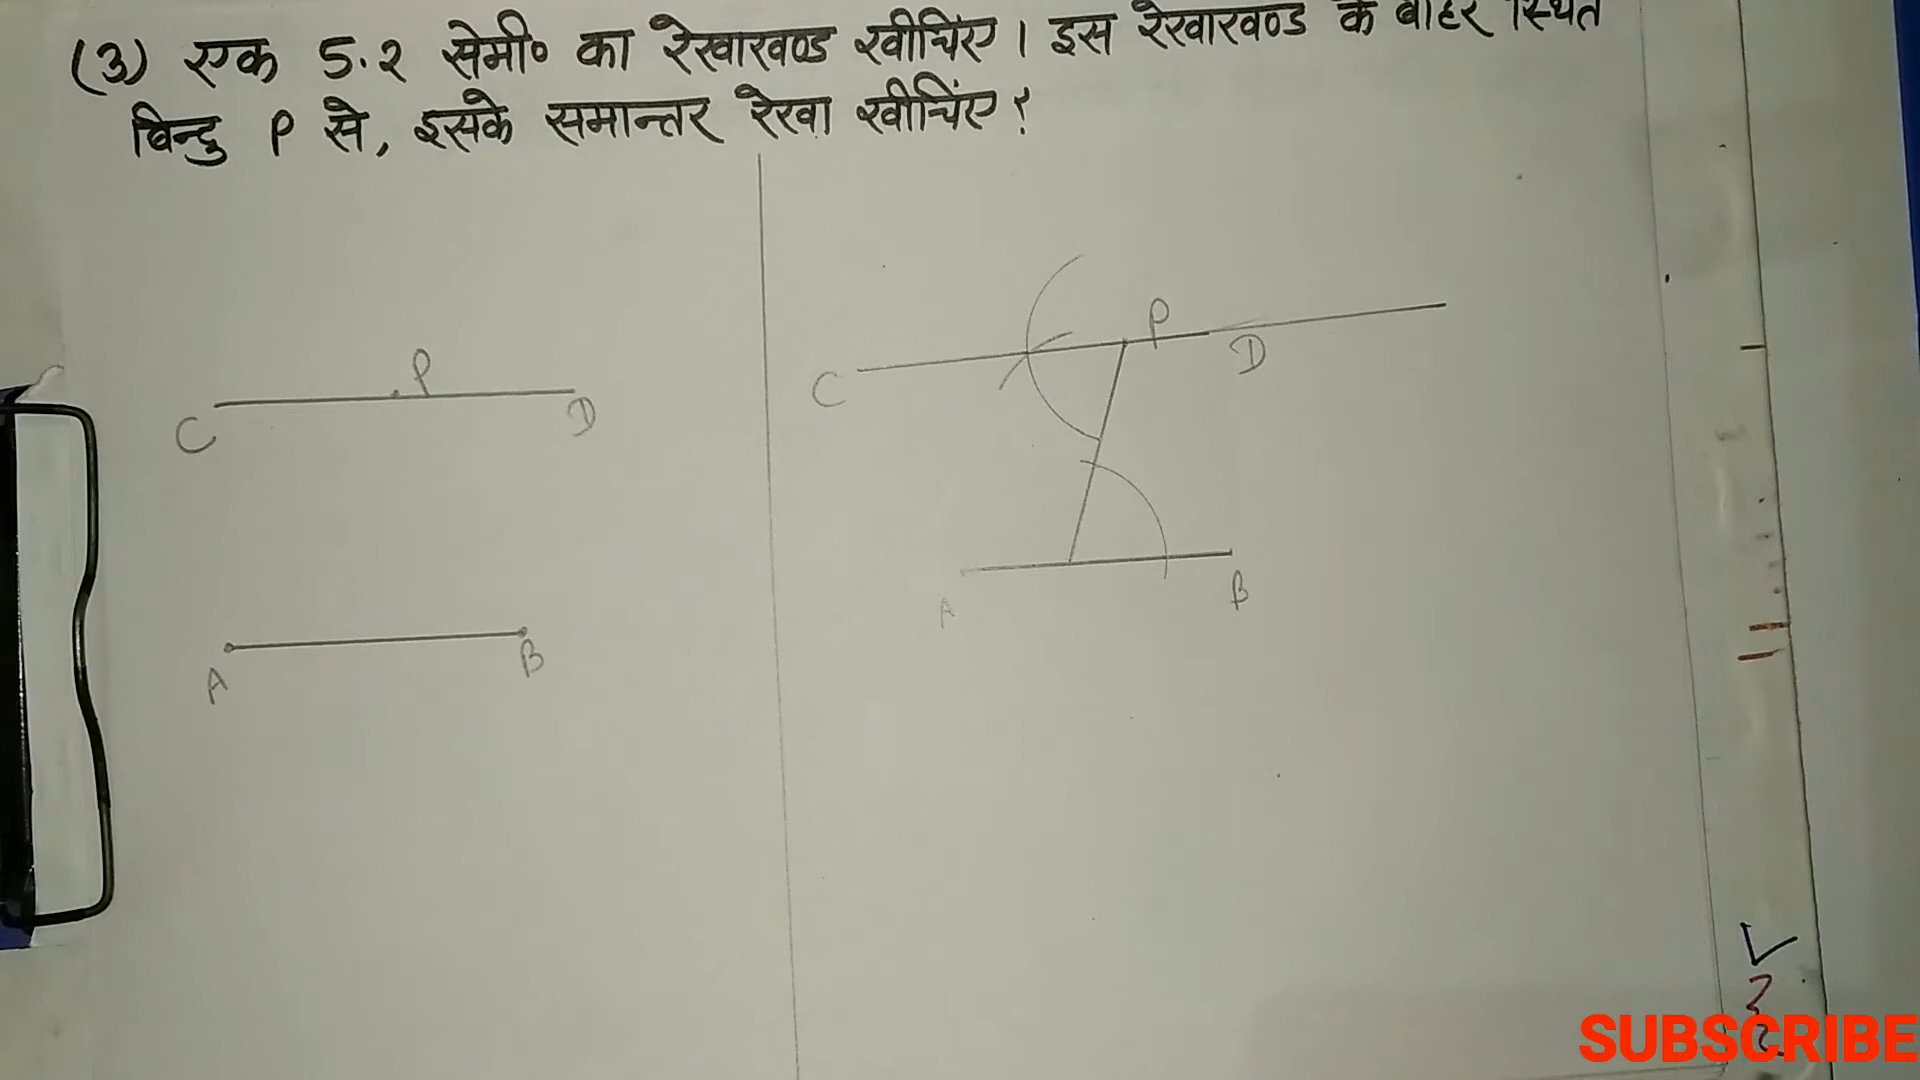 (3) एक 5.2 सेमी० का रेखाखण्ड खीचिंए। इस रेखाखण्ड के बाहर स्थित
बिन्दु P से, इसके समान्तर रेखा खीचिंए?
P
C
D
A
B
P
C
D
A
B
SUBSCRIBE